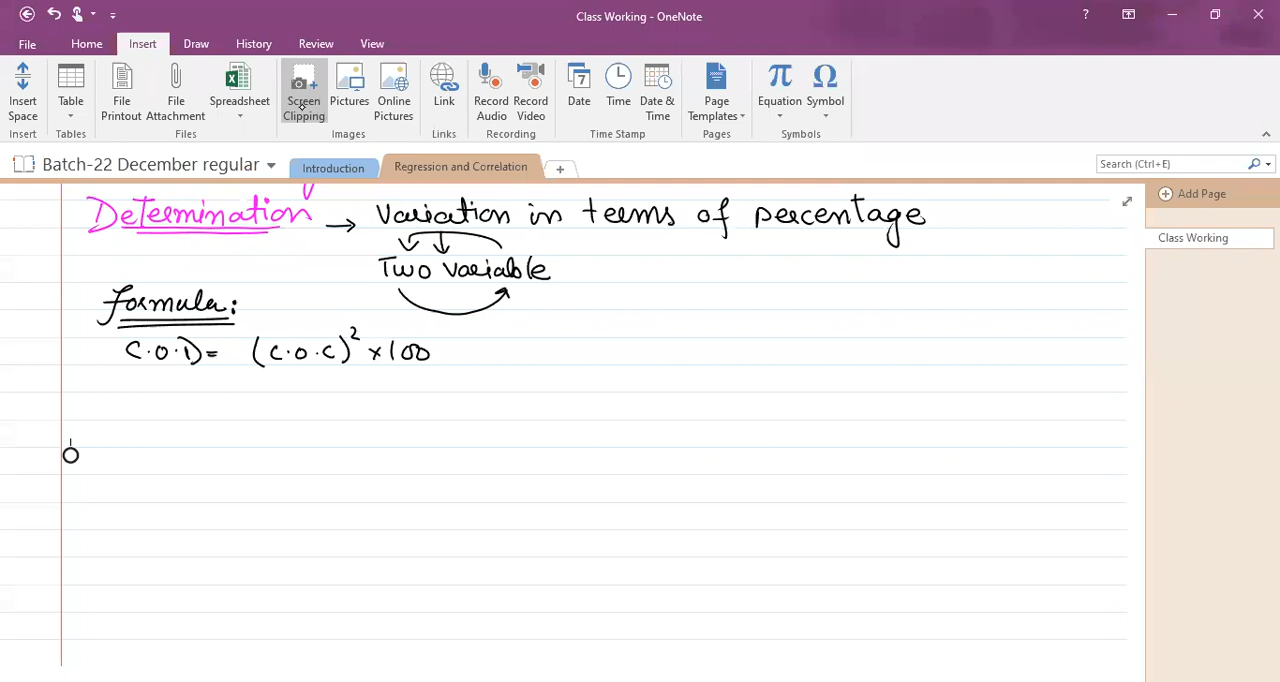 Class Working - OneNote
File Home Insert Draw History Review View
Insert Space Table File Printout File Attachment Spreadsheet Screen Clipping Pictures Online Pictures Link Record Audio Record Video Date Time Date & Time Page Templates Equation Symbol
Insert Tables Files Images Links Recording Time Stamp Pages Symbols
Batch-22 December regular Introduction Regression and Correlation Search (Ctrl+E)
Add Page
Class Working
Determination → Variation in terms of percentage
Two variable
formula:
C.O.D = (C.O.C)² × 100